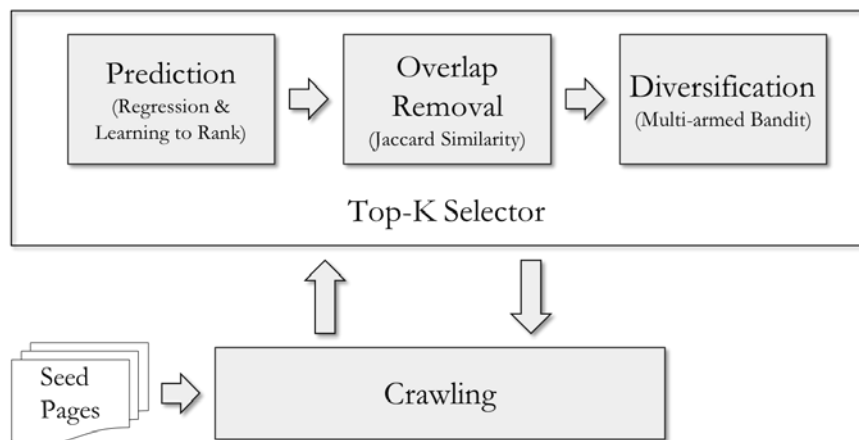 Prediction
(Regression &
Learning to Rank)
Overlap
Removal
(Jaccard Similarity)
Diversification
(Multi-armed Bandit)
Top-K Selector
Seed
Pages
Crawling